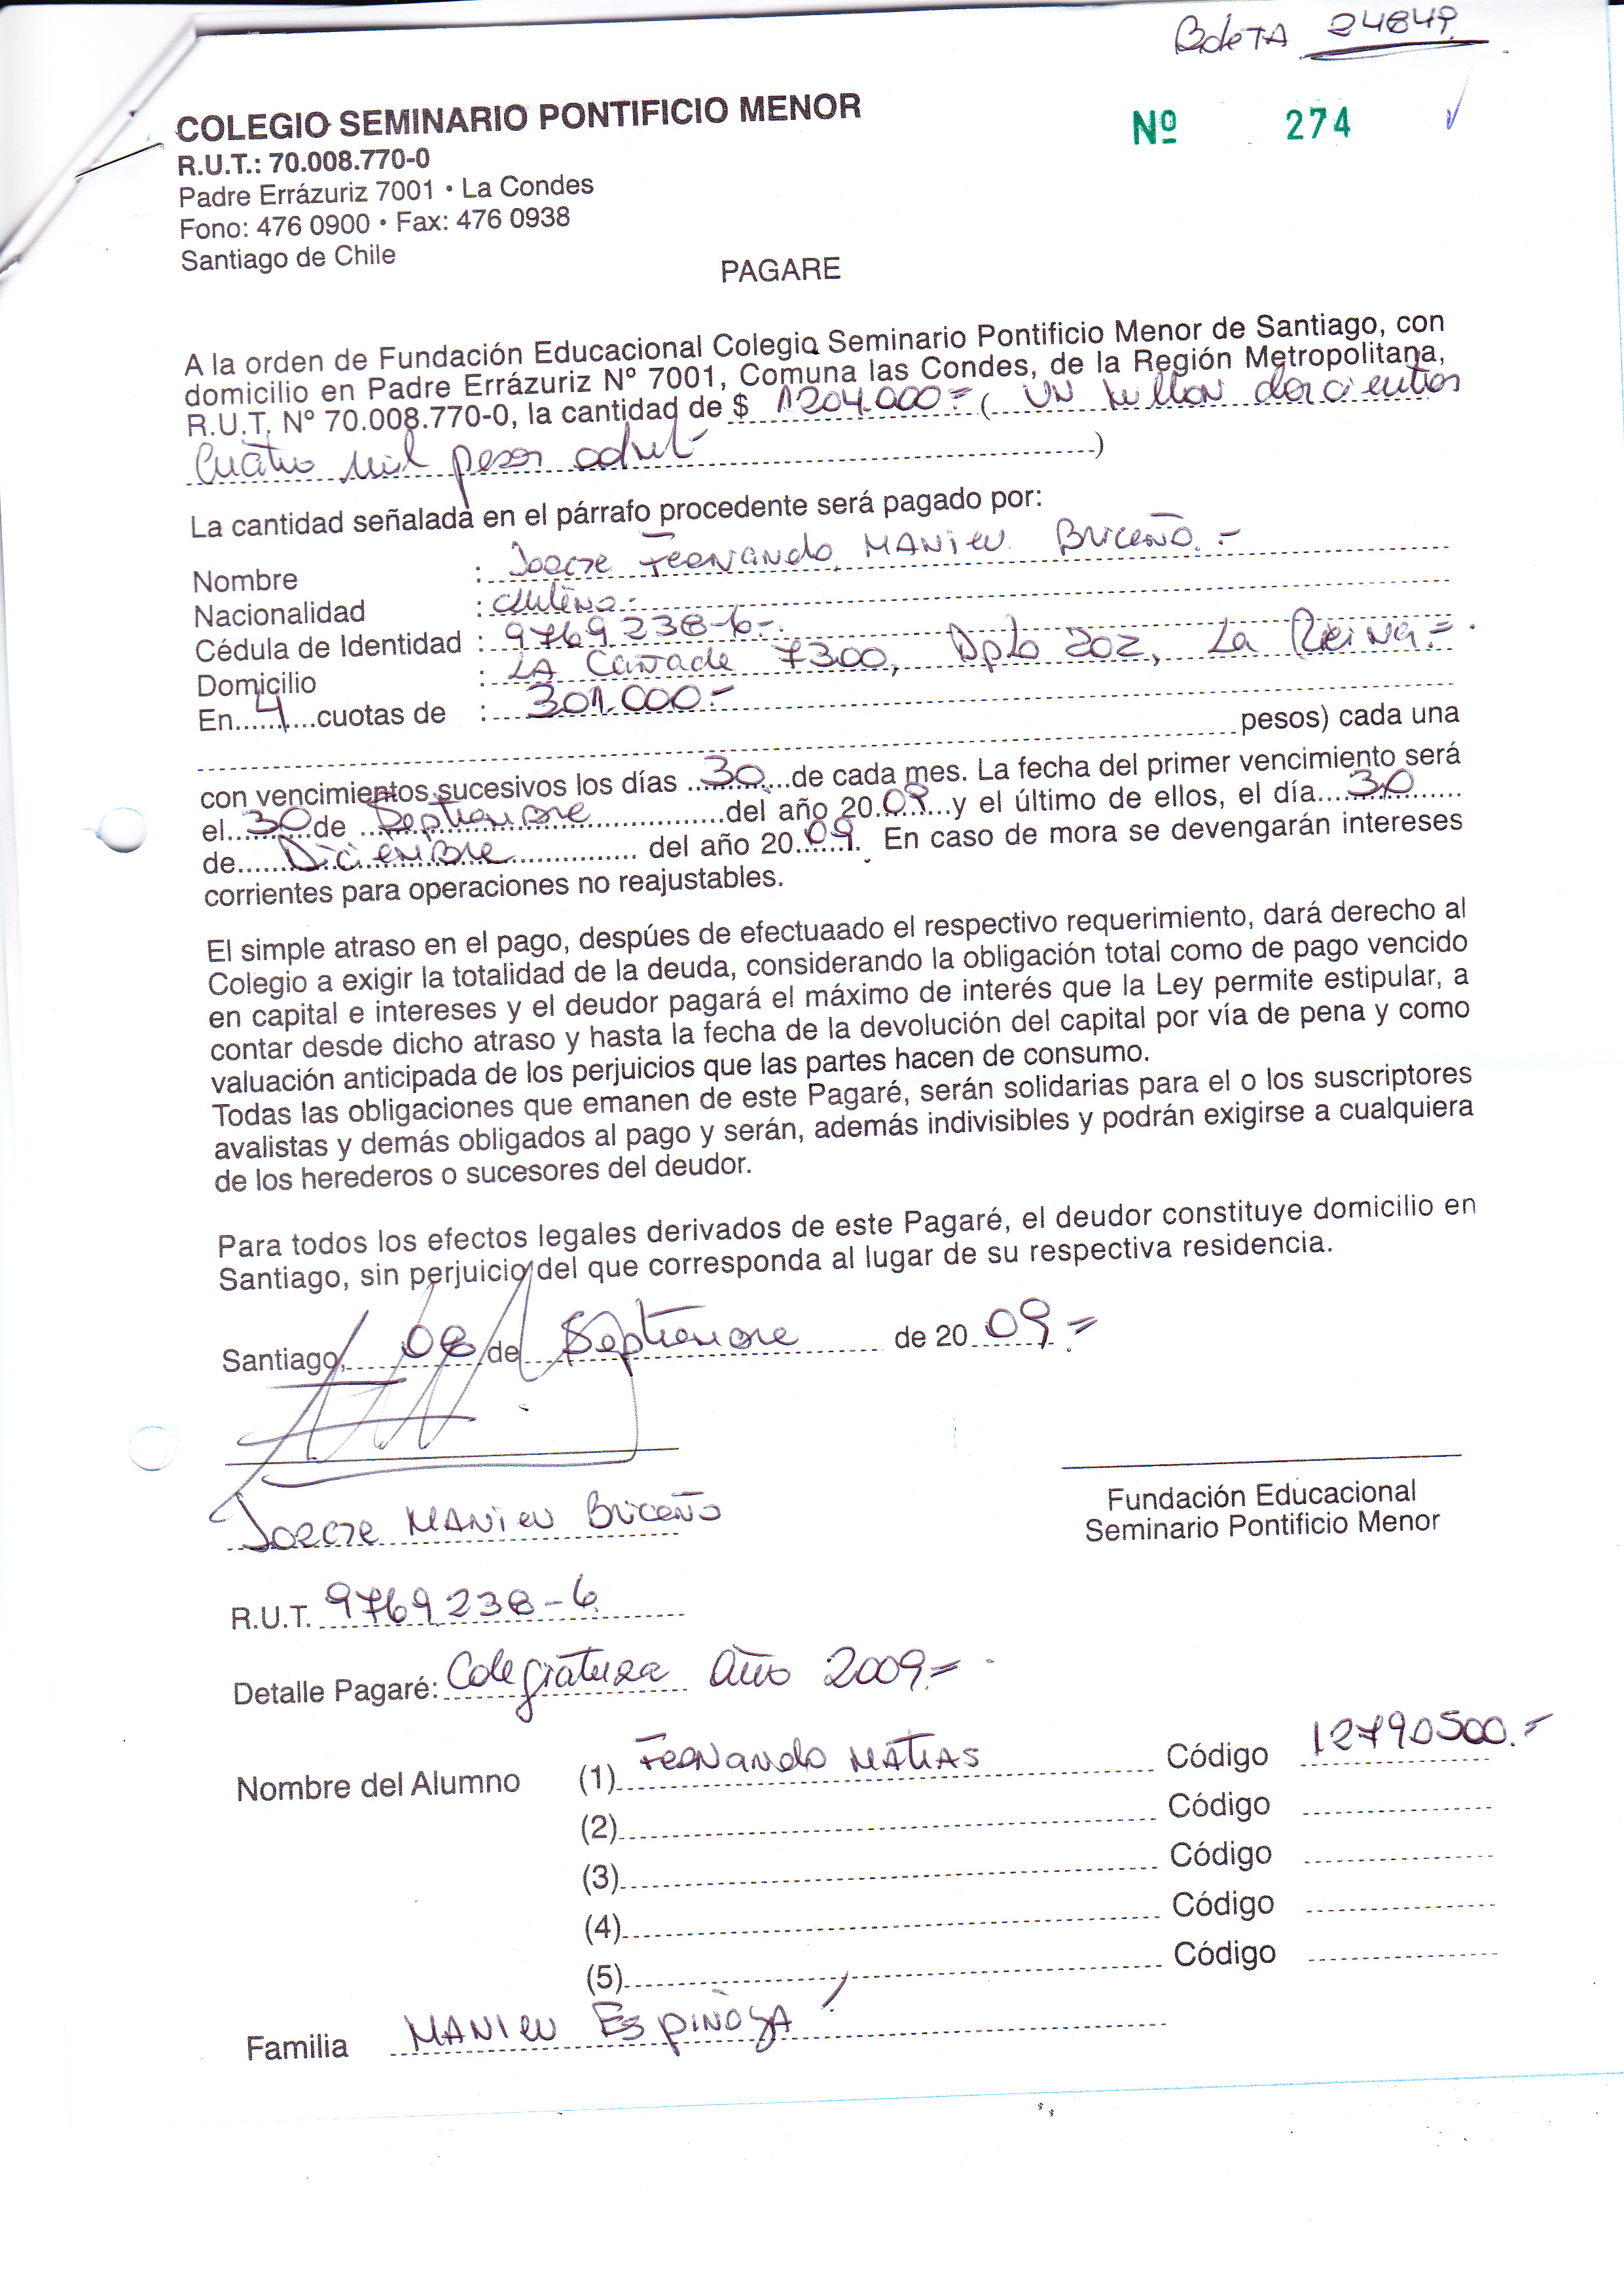 Boleta 24849
COLEGIO SEMINARIO PONTIFICIO MENOR
Nº 274
R.U.T.: 70.008.770-0
Padre Errázuriz 7001 • La Condes
Fono: 476 0900 • Fax: 476 0938
Santiago de Chile
PAGARE
A la orden de Fundación Educacional Colegio Seminario Pontificio Menor de Santiago, con
domicilio en Padre Errázuriz Nº 7001, Comuna las Condes, de la Región Metropolitana,
R.U.T. Nº 70.008.770-0, la cantidad de $ 1204.000= ( un millon doscientos
cuatro mil pesos )
La cantidad señalada en el párrafo procedente será pagado por:
Nombre : Jorge Fernando Manieu Briceño.-
Nacionalidad : chileno-
Cédula de Identidad : 9769.238-6-
Domicilio : La Cañada 7300, Dpto 202, La Reina=
En 4 cuotas de : 301.000-
pesos) cada una
con vencimientos sucesivos los días 30 de cada mes. La fecha del primer vencimiento será
el 30 de Septiembre del año 2009 y el último de ellos, el día 30
de Diciembre del año 2009. En caso de mora se devengarán intereses
corrientes para operaciones no reajustables.
El simple atraso en el pago, despúes de efectuaado el respectivo requerimiento, dará derecho al
Colegio a exigir la totalidad de la deuda, considerando la obligación total como de pago vencido
en capital e intereses y el deudor pagará el máximo de interés que la Ley permite estipular, a
contar desde dicho atraso y hasta la fecha de la devolución del capital por vía de pena y como
valuación anticipada de los perjuicios que las partes hacen de consumo.
Todas las obligaciones que emanen de este Pagaré, serán solidarias para el o los suscriptores
avalistas y demás obligados al pago y serán, además indivisibles y podrán exigirse a cualquiera
de los herederos o sucesores del deudor.
Para todos los efectos legales derivados de este Pagaré, el deudor constituye domicilio en
Santiago, sin perjuicio del que corresponda al lugar de su respectiva residencia.
Santiago, 08 de Septiembre de 2009=
Jorge Manieu Briceño
Fundación Educacional
Seminario Pontificio Menor
R.U.T. 9769.238-6
Detalle Pagaré: Colegiatura año 2009=
Nombre del Alumno (1) Fernando Matias Código 12790500.=
(2) Código
(3) Código
(4) Código
(5) Código
Familia Manieu Espinoza